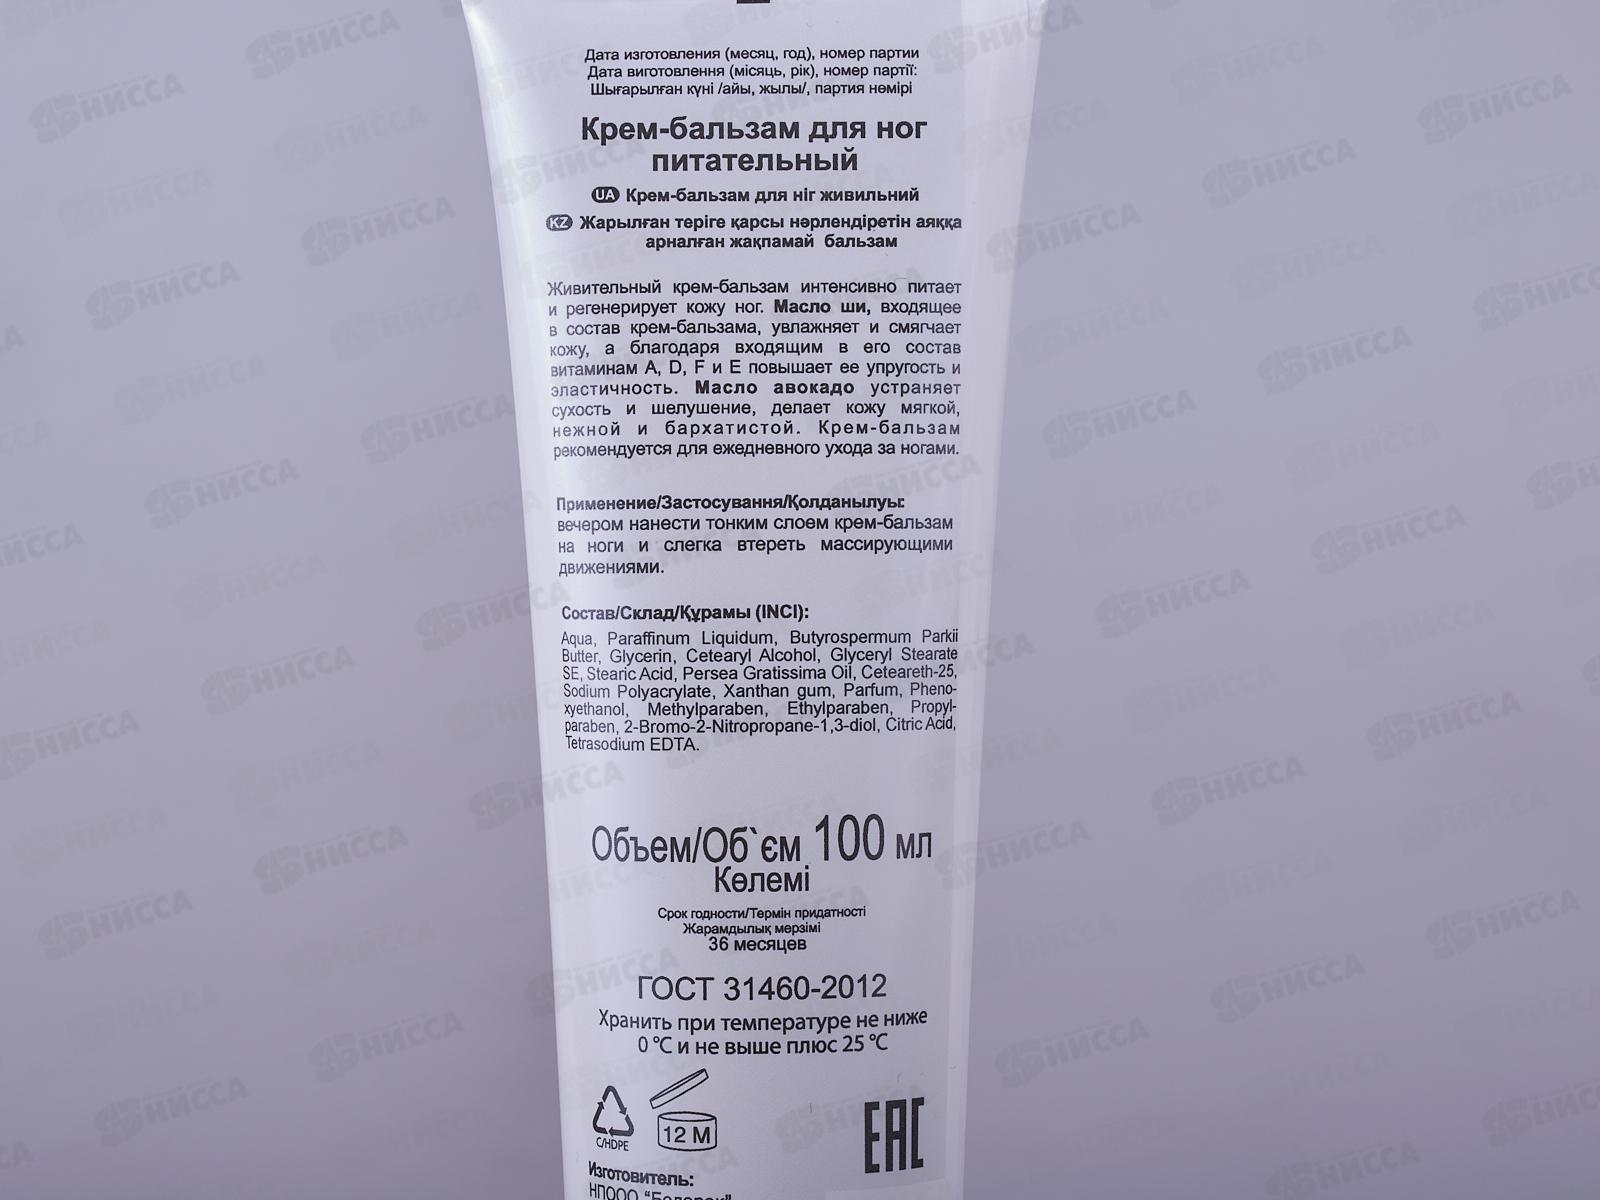 Дата изготовления (месяц, год), номер партии
Дата виготовлення (місяць, рік), номер партії:
Шығарылған күні /айы, жылы/, партия нөмірі
Крем-бальзам для ног
питательный
UA Крем-бальзам для ніг живильний
KZ Жарылған теріге қарсы нәрлендіретін аяққа
арналған жақпамай бальзам
Живительный крем-бальзам интенсивно питает
и регенерирует кожу ног. Масло ши, входящее
в состав крем-бальзама, увлажняет и смягчает
кожу, а благодаря входящим в его состав
витаминам A, D, F и E повышает ее упругость и
эластичность. Масло авокадо устраняет
сухость и шелушение, делает кожу мягкой,
нежной и бархатистой. Крем-бальзам
рекомендуется для ежедневного ухода за ногами.
Применение/Застосування/Қолданылуы:
вечером нанести тонким слоем крем-бальзам
на ноги и слегка втереть массирующими
движениями.
Состав/Склад/Құрамы (INCI):
Aqua, Paraffinum Liquidum, Butyrospermum Parkii
Butter, Glycerin, Cetearyl Alcohol, Glyceryl Stearate
SE, Stearic Acid, Persea Gratissima Oil, Ceteareth-25,
Sodium Polyacrylate, Xanthan gum, Parfum, Pheno-
xyethanol, Methylparaben, Ethylparaben, Propyl-
paraben, 2-Bromo-2-Nitropropane-1,3-diol, Citric Acid,
Tetrasodium EDTA.
Объем/Об`єм 100 мл
Көлемі
Срок годности/Термін придатності
Жарамдылық мерзімі
36 месяцев
ГОСТ 31460-2012
Хранить при температуре не ниже
0 °C и не выше плюс 25 °C
C/HDPE
12 M
EAC
Изготовитель:
НПООО
НИССА